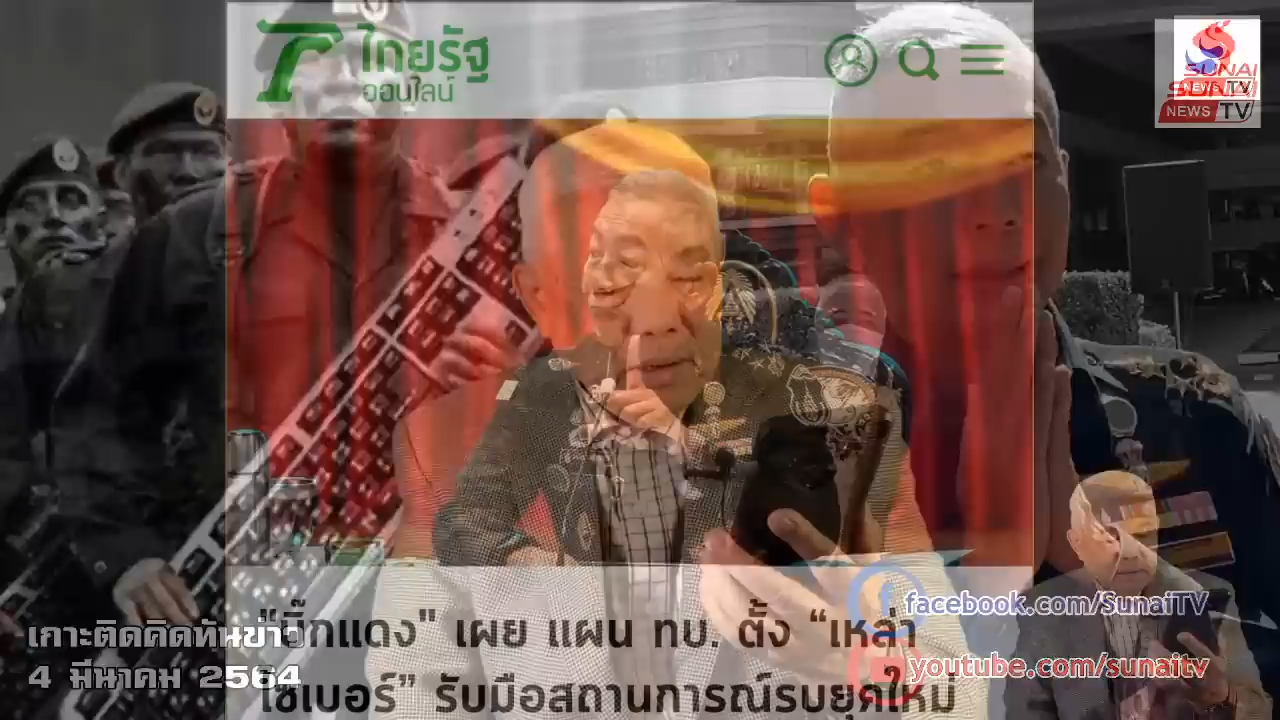 ไทยรัฐ
ออนไลน์
SUNAI
NEWS TV
SUNAI
NEWS TV
"บิ๊กแดง" เผย แผน ทบ. ตั้ง “เหล่า
ไซเบอร์” รับมือสถานการณ์รบยุคใหม่
facebook.com/SunaiTV
youtube.com/sunaitv
เกาะติดคิดทันข่าว
4 มีนาคม 2564